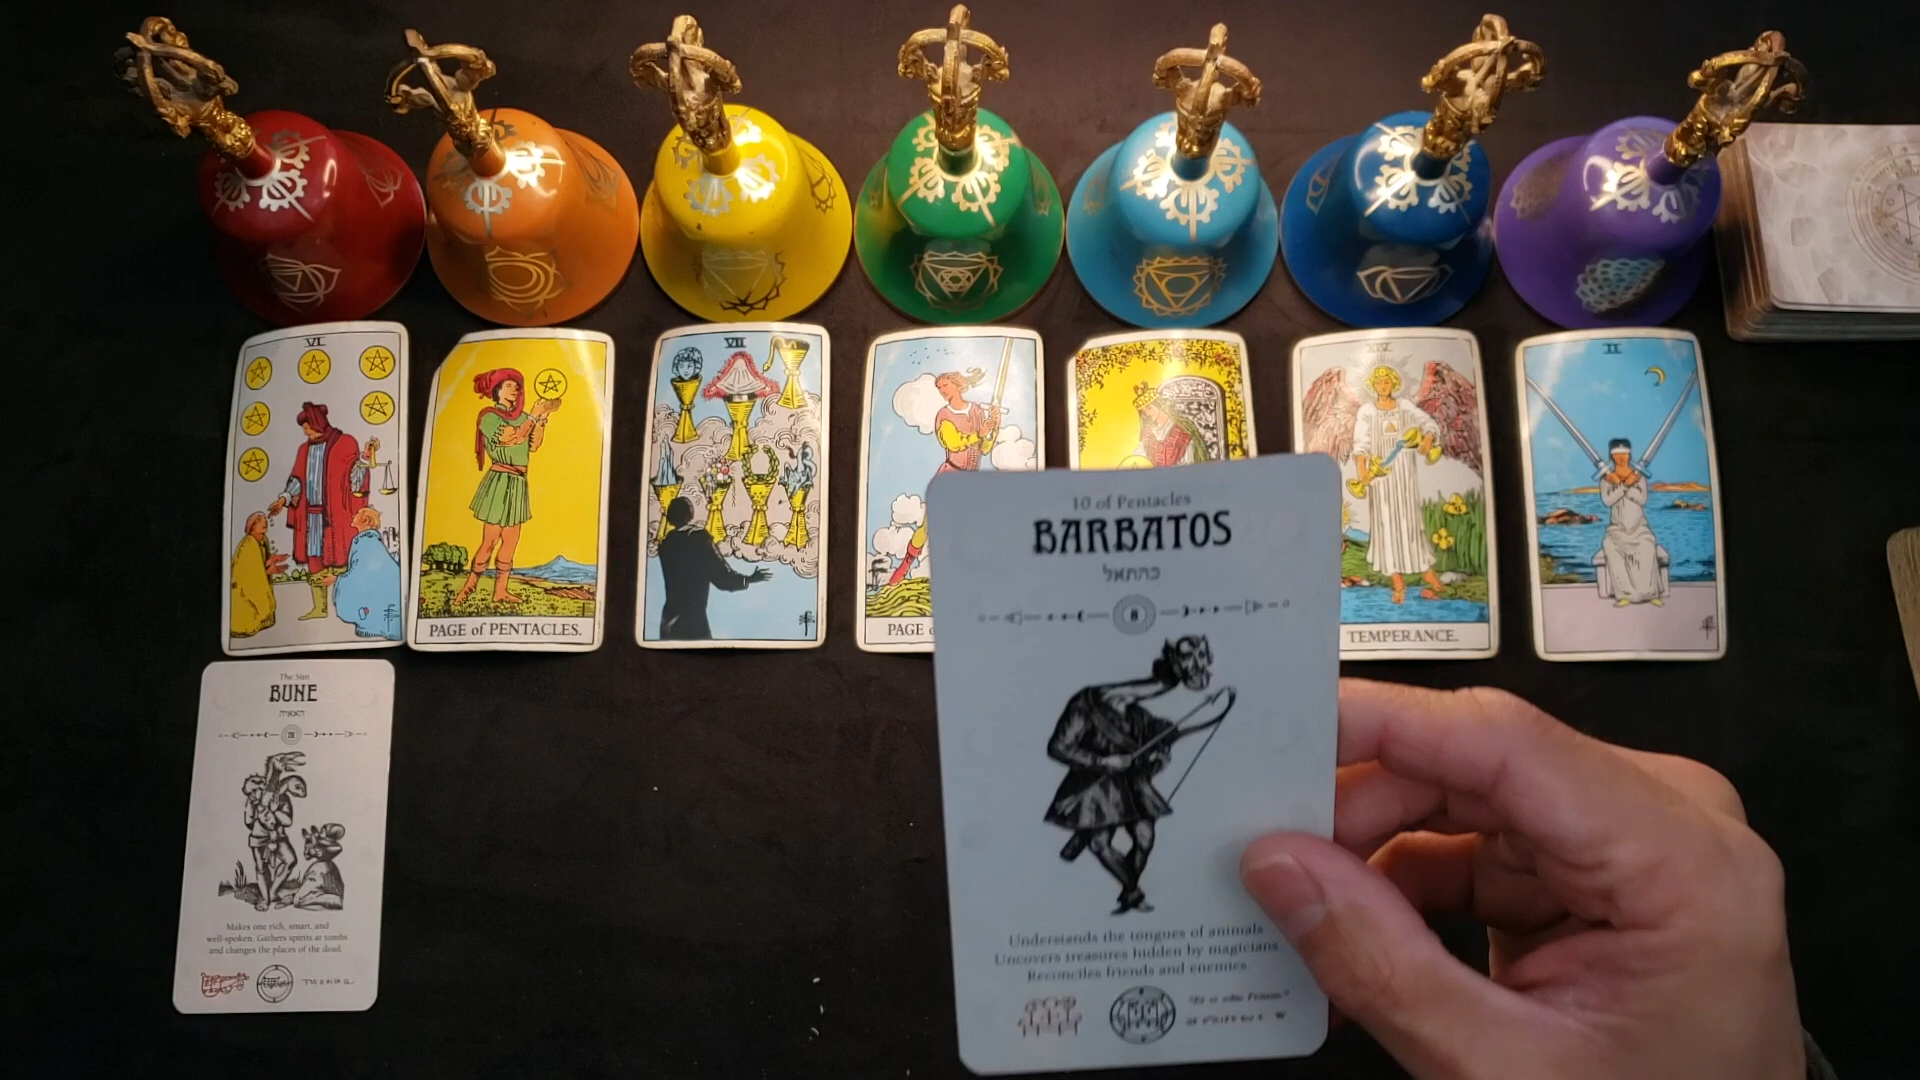 VI
VII
XIV
II
PAGE of PENTACLES.
PAGE
TEMPERANCE.
The Sun
BUNE
Makes one rich, smart, and
well-spoken. Gathers spirits at tombs
and changes the places of the dead.
10 of Pentacles
BARBATOS
כהתאל
8
Understands the tongues of animals
Uncovers treasures hidden by magicians.
Reconciles friends and enemies.